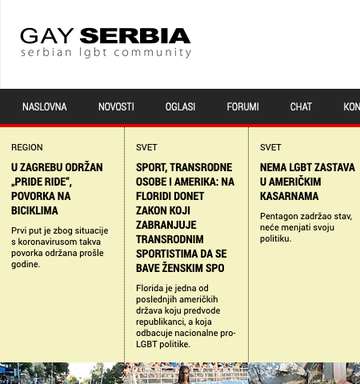 GAY SERBIA
serbian lgbt community
NASLOVNA NOVOSTI OGLASI FORUMI CHAT KON
REGION
U ZAGREBU ODRŽAN
„PRIDE RIDE”,
POVORKA NA
BICIKLIMA
Prvi put je zbog situacije
s koronavirusom takva
povorka održana prošle
godine.
SVET
SPORT, TRANSRODNE
OSOBE I AMERIKA: NA
FLORIDI DONET
ZAKON KOJI
ZABRANJUJE
TRANSRODNIM
SPORTISTIMA DA SE
BAVE ŽENSKIM SPO
Florida je jedna od
poslednjih američkih
država koju predvode
republikanci, a koja
odbacuje nacionalne pro-
LGBT politike.
SVET
NEMA LGBT ZASTAVA
U AMERIČKIM
KASARNAMA
Pentagon zadržao stav,
neće menjati svoju
politiku.